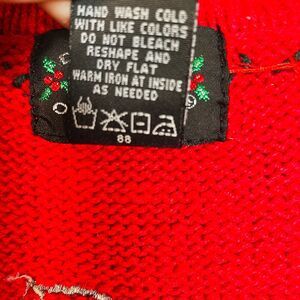 HAND WASH COLD
WITH LIKE COLORS
DO NOT BLEACH
RESHAPE AND
DRY FLAT
WARM IRON AT INSIDE
AS NEEDED
88